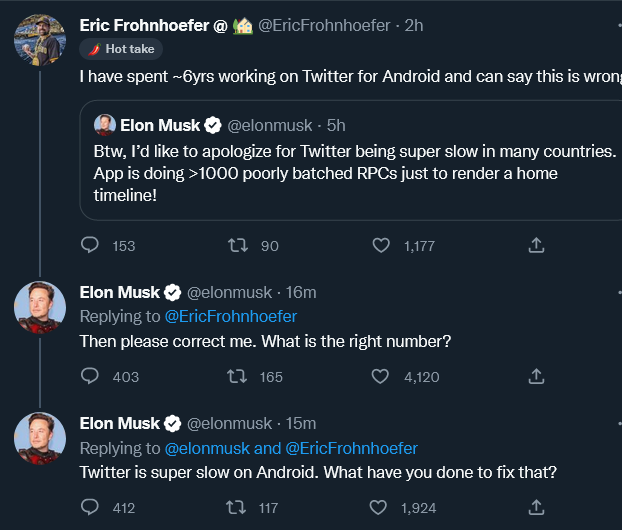 Eric Frohnhoefer @ 🏡 @EricFrohnhoefer · 2h
🌶️ Hot take
I have spent ~6yrs working on Twitter for Android and can say this is wrong
Elon Musk @elonmusk · 5h
Btw, I’d like to apologize for Twitter being super slow in many countries.
App is doing >1000 poorly batched RPCs just to render a home
timeline!
153 90 1,177
Elon Musk @elonmusk · 16m
Replying to @EricFrohnhoefer
Then please correct me. What is the right number?
403 165 4,120
Elon Musk @elonmusk · 15m
Replying to @elonmusk and @EricFrohnhoefer
Twitter is super slow on Android. What have you done to fix that?
412 117 1,924